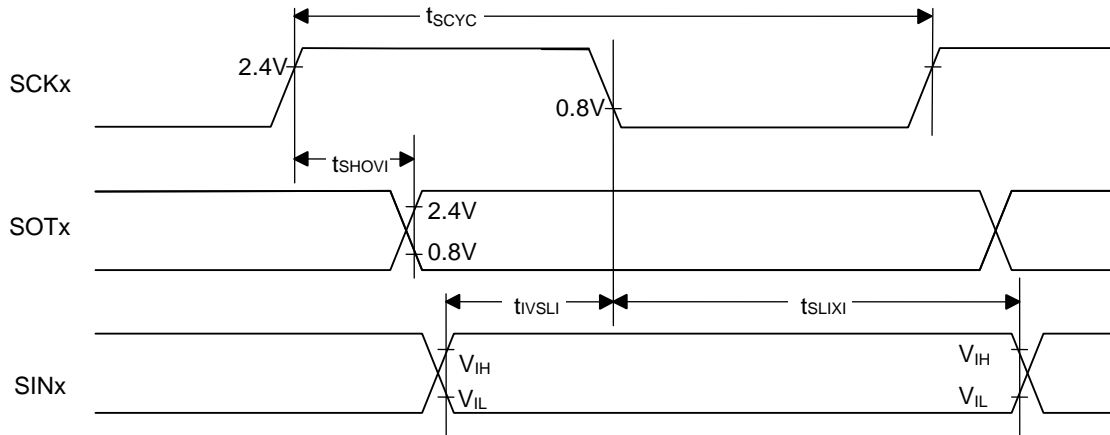 tSCYC
SCKx
2.4V
0.8V
tSHOVI
SOTx
2.4V
0.8V
tIVSLI
tSLIXI
SINx
VIH
VIH
VIL
VIL